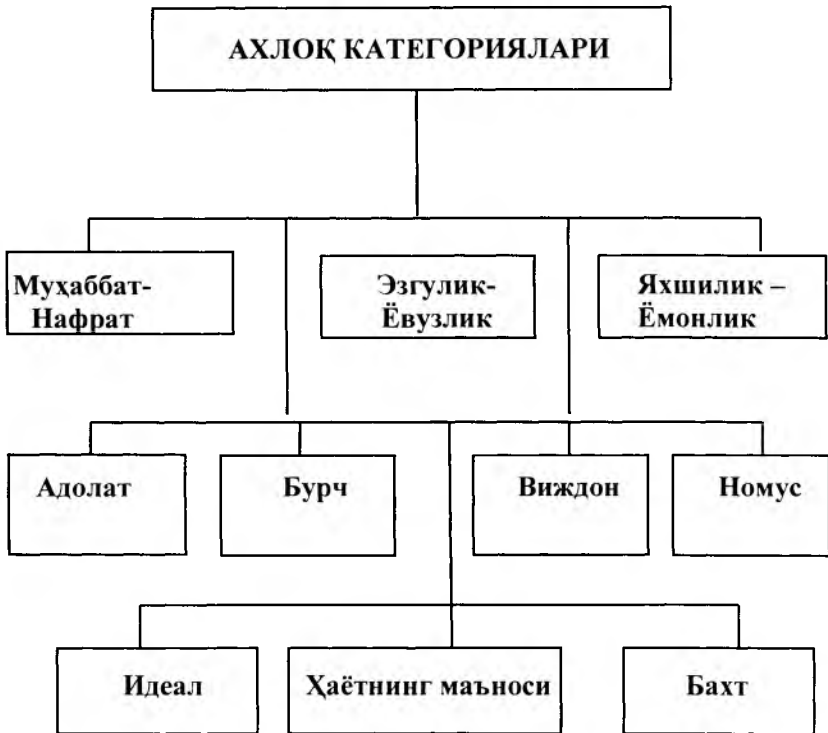 АХЛОҚ КАТЕГОРИЯЛАРИ
Муҳаббат-
Нафрат
Эзгулик-
Ёвузлик
Яхшилик –
Ёмонлик
Адолат
Бурч
Виждон
Номус
Идеал
Ҳаётнинг маъноси
Бахт